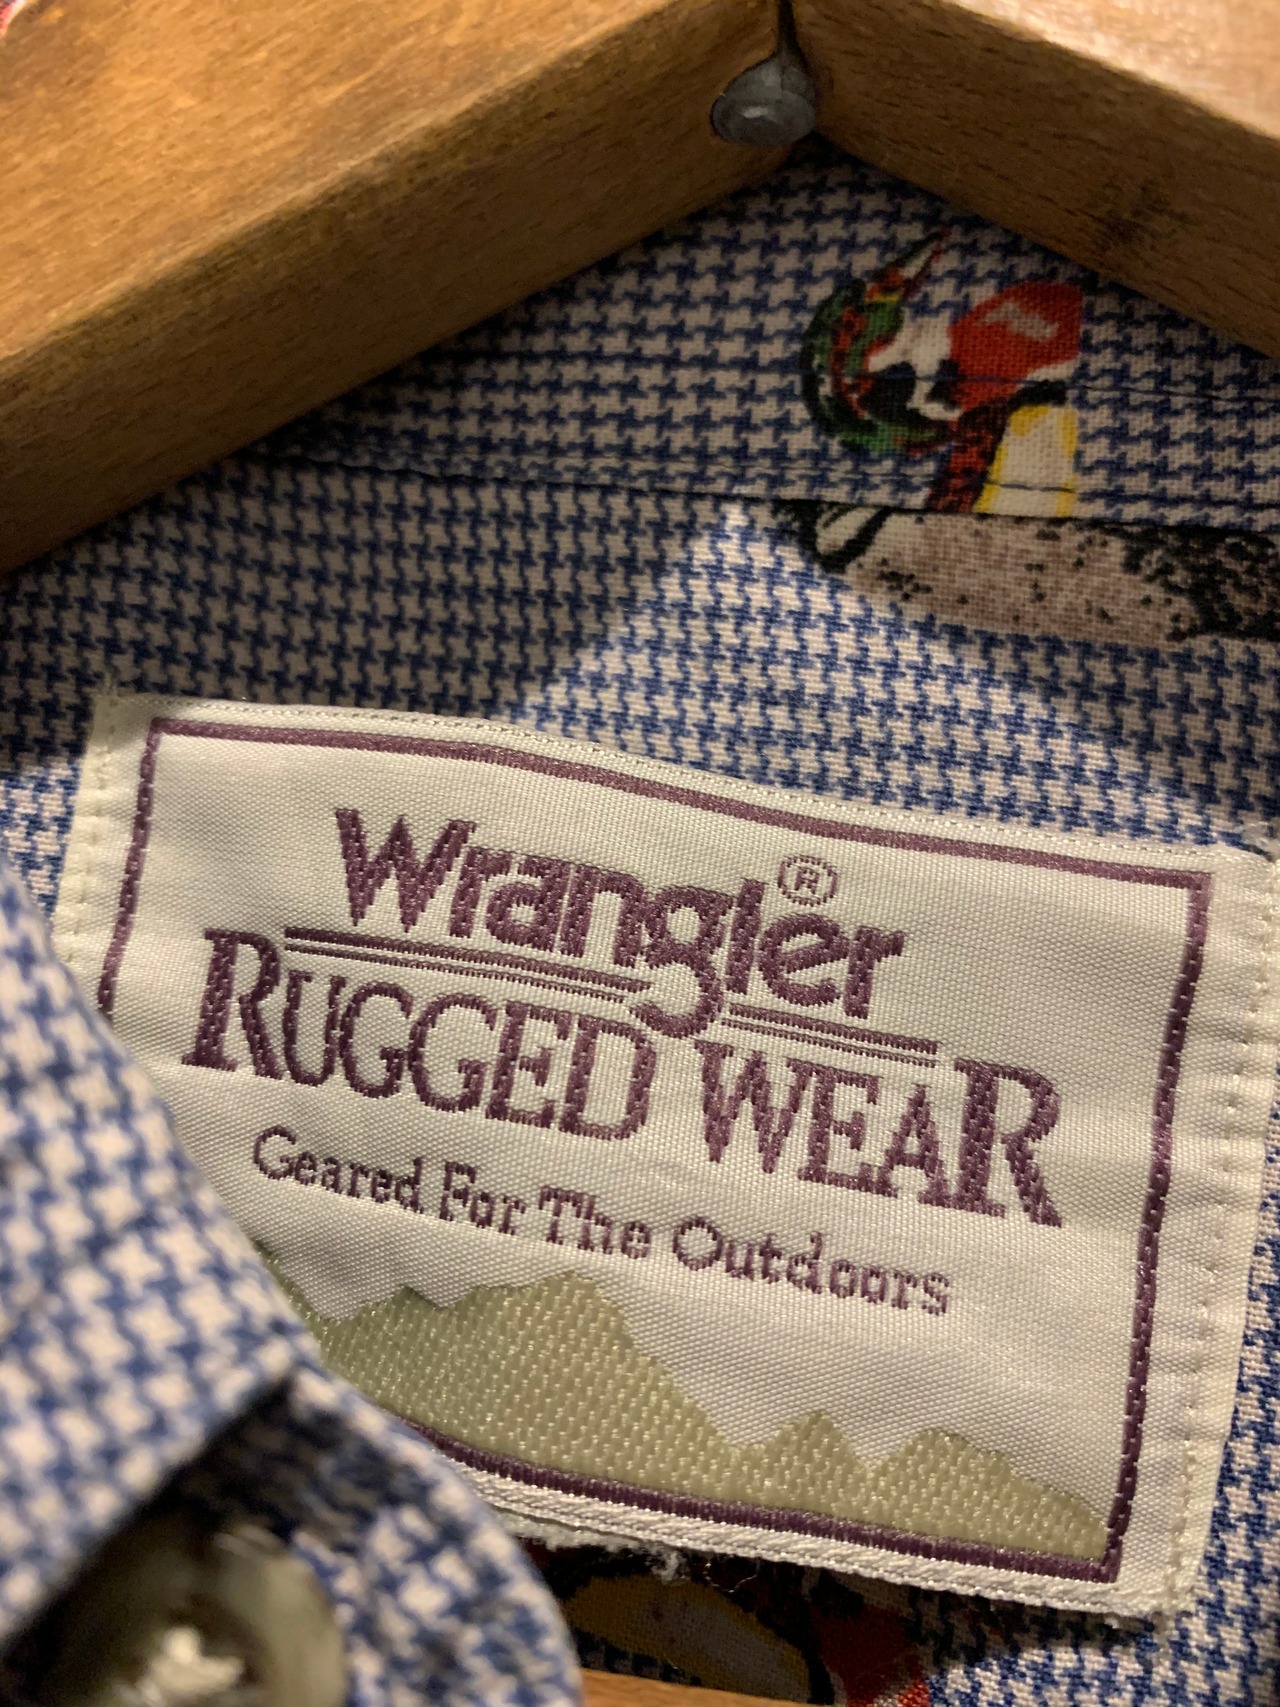 Wrangler®
RUGGED WEAR
Geared For The Outdoors